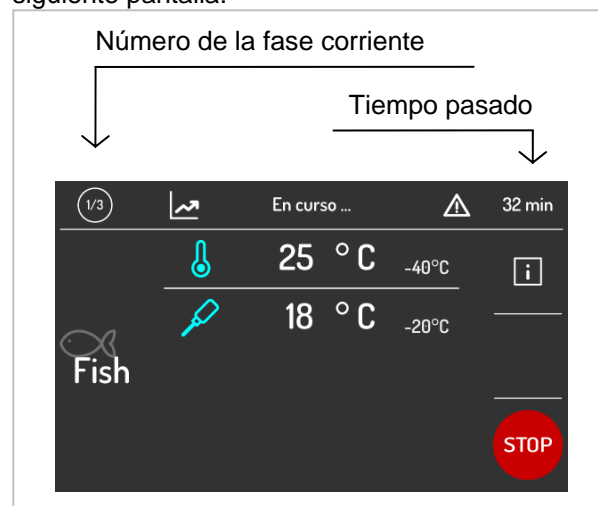 siguiente pantalla:
Número de la fase corriente
Tiempo pasado
1/3 En curso ... 32 min
25 °C -40°C
i
18 °C -20°C
Fish
STOP